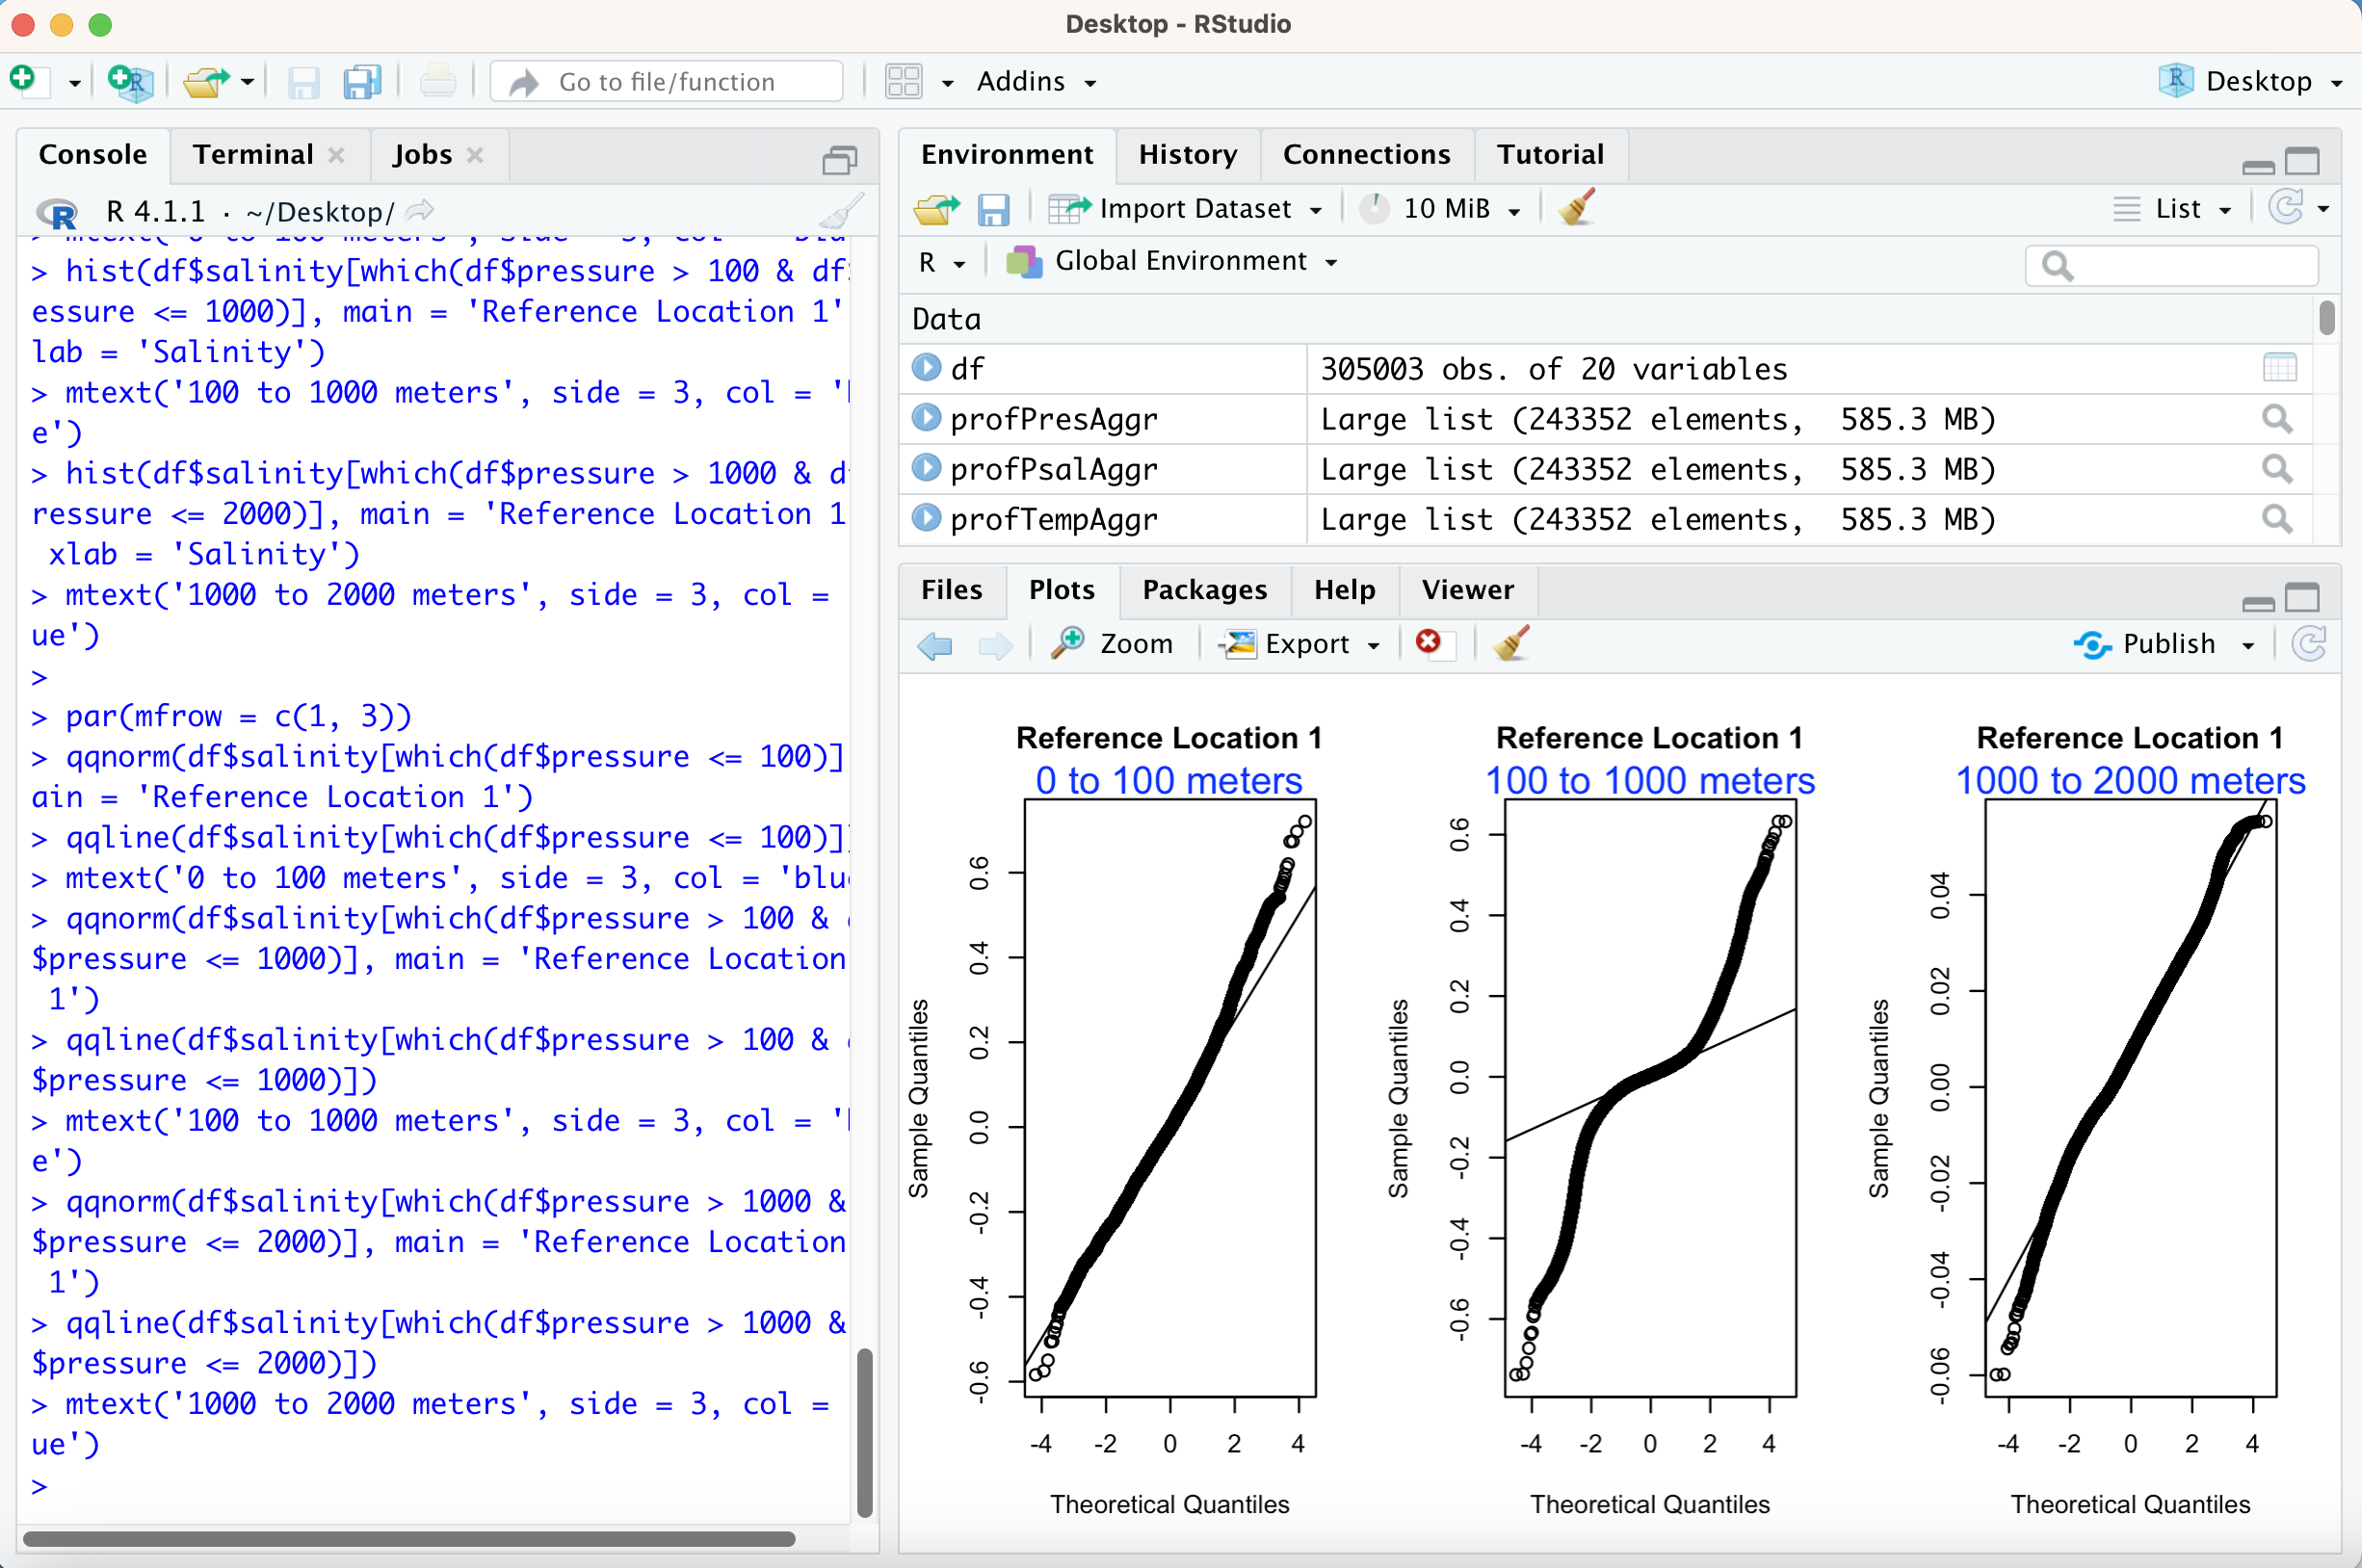 Desktop - RStudio
Go to file/function
Addins
Desktop
Console
Terminal
Jobs
R 4.1.1 · ~/Desktop/
> hist(df$salinity[which(df$pressure > 100 & df
essure <= 1000)], main = 'Reference Location 1'
lab = 'Salinity')
> mtext('100 to 1000 meters', side = 3, col = '
e')
> hist(df$salinity[which(df$pressure > 1000 & d
ressure <= 2000)], main = 'Reference Location 1
xlab = 'Salinity')
> mtext('1000 to 2000 meters', side = 3, col =
ue')
>
> par(mfrow = c(1, 3))
> qqnorm(df$salinity[which(df$pressure <= 100)]
ain = 'Reference Location 1')
> qqline(df$salinity[which(df$pressure <= 100)])
> mtext('0 to 100 meters', side = 3, col = 'blu
> qqnorm(df$salinity[which(df$pressure > 100 &
$pressure <= 1000)], main = 'Reference Location
1')
> qqline(df$salinity[which(df$pressure > 100 &
$pressure <= 1000)])
> mtext('100 to 1000 meters', side = 3, col = '
e')
> qqnorm(df$salinity[which(df$pressure > 1000 &
$pressure <= 2000)], main = 'Reference Location
1')
> qqline(df$salinity[which(df$pressure > 1000 &
$pressure <= 2000)])
> mtext('1000 to 2000 meters', side = 3, col =
ue')
>
Environment
History
Connections
Tutorial
Import Dataset
10 MiB
List
R
Global Environment
Data
df 305003 obs. of 20 variables
profPresAggr Large list (243352 elements, 585.3 MB)
profPsalAggr Large list (243352 elements, 585.3 MB)
profTempAggr Large list (243352 elements, 585.3 MB)
Files
Plots
Packages
Help
Viewer
Zoom
Export
Publish
Reference Location 1
0 to 100 meters
Sample Quantiles
0.6
0.4
0.2
0.0
-0.2
-0.4
-0.6
-4 -2 0 2 4
Theoretical Quantiles
Reference Location 1
100 to 1000 meters
Sample Quantiles
0.6
0.4
0.2
0.0
-0.2
-0.4
-0.6
-4 -2 0 2 4
Theoretical Quantiles
Reference Location 1
1000 to 2000 meters
Sample Quantiles
0.04
0.02
0.00
-0.02
-0.04
-0.06
-4 -2 0 2 4
Theoretical Quantiles